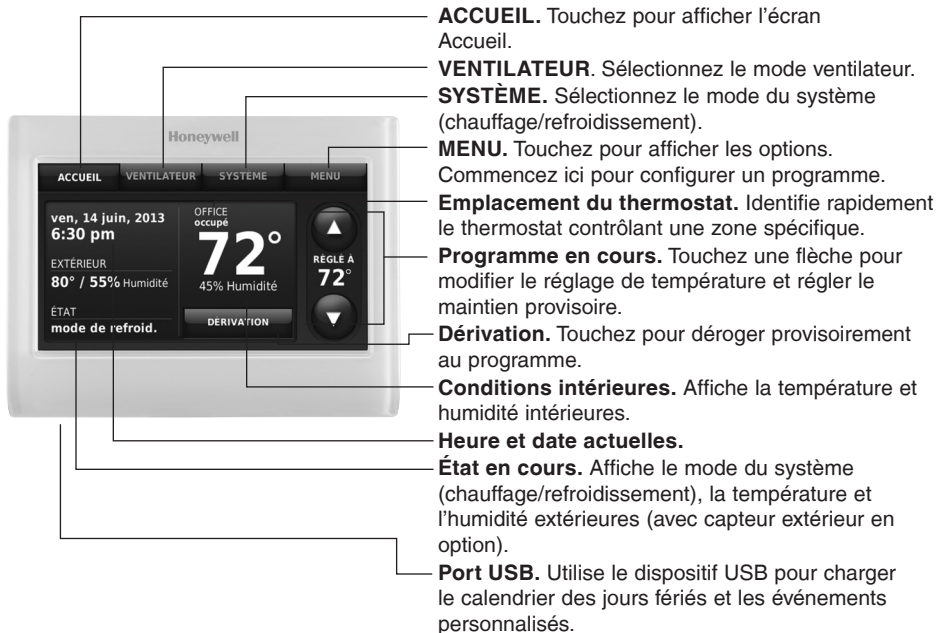 ACCUEIL. Touchez pour afficher l'écran
Accueil.
VENTILATEUR. Sélectionnez le mode ventilateur.
SYSTÈME. Sélectionnez le mode du système
(chauffage/refroidissement).
MENU. Touchez pour afficher les options.
Commencez ici pour configurer un programme.
Emplacement du thermostat. Identifie rapidement
le thermostat contrôlant une zone spécifique.
Programme en cours. Touchez une flèche pour
modifier le réglage de température et régler le
maintien provisoire.
Dérivation. Touchez pour déroger provisoirement
au programme.
Conditions intérieures. Affiche la température et
humidité intérieures.
Heure et date actuelles.
État en cours. Affiche le mode du système
(chauffage/refroidissement), la température et
l'humidité extérieures (avec capteur extérieur en
option).
Port USB. Utilise le dispositif USB pour charger
le calendrier des jours fériés et les événements
personnalisés.
Honeywell
ACCUEIL VENTILATEUR SYSTÈME MENU
ven, 14 juin, 2013
6:30 pm
EXTÉRIEUR
80° / 55% Humidité
ÉTAT
mode de refroid.
OFFICE
occupé
72°
45% Humidité
DÉRIVATION
RÉGLÉ À
72°